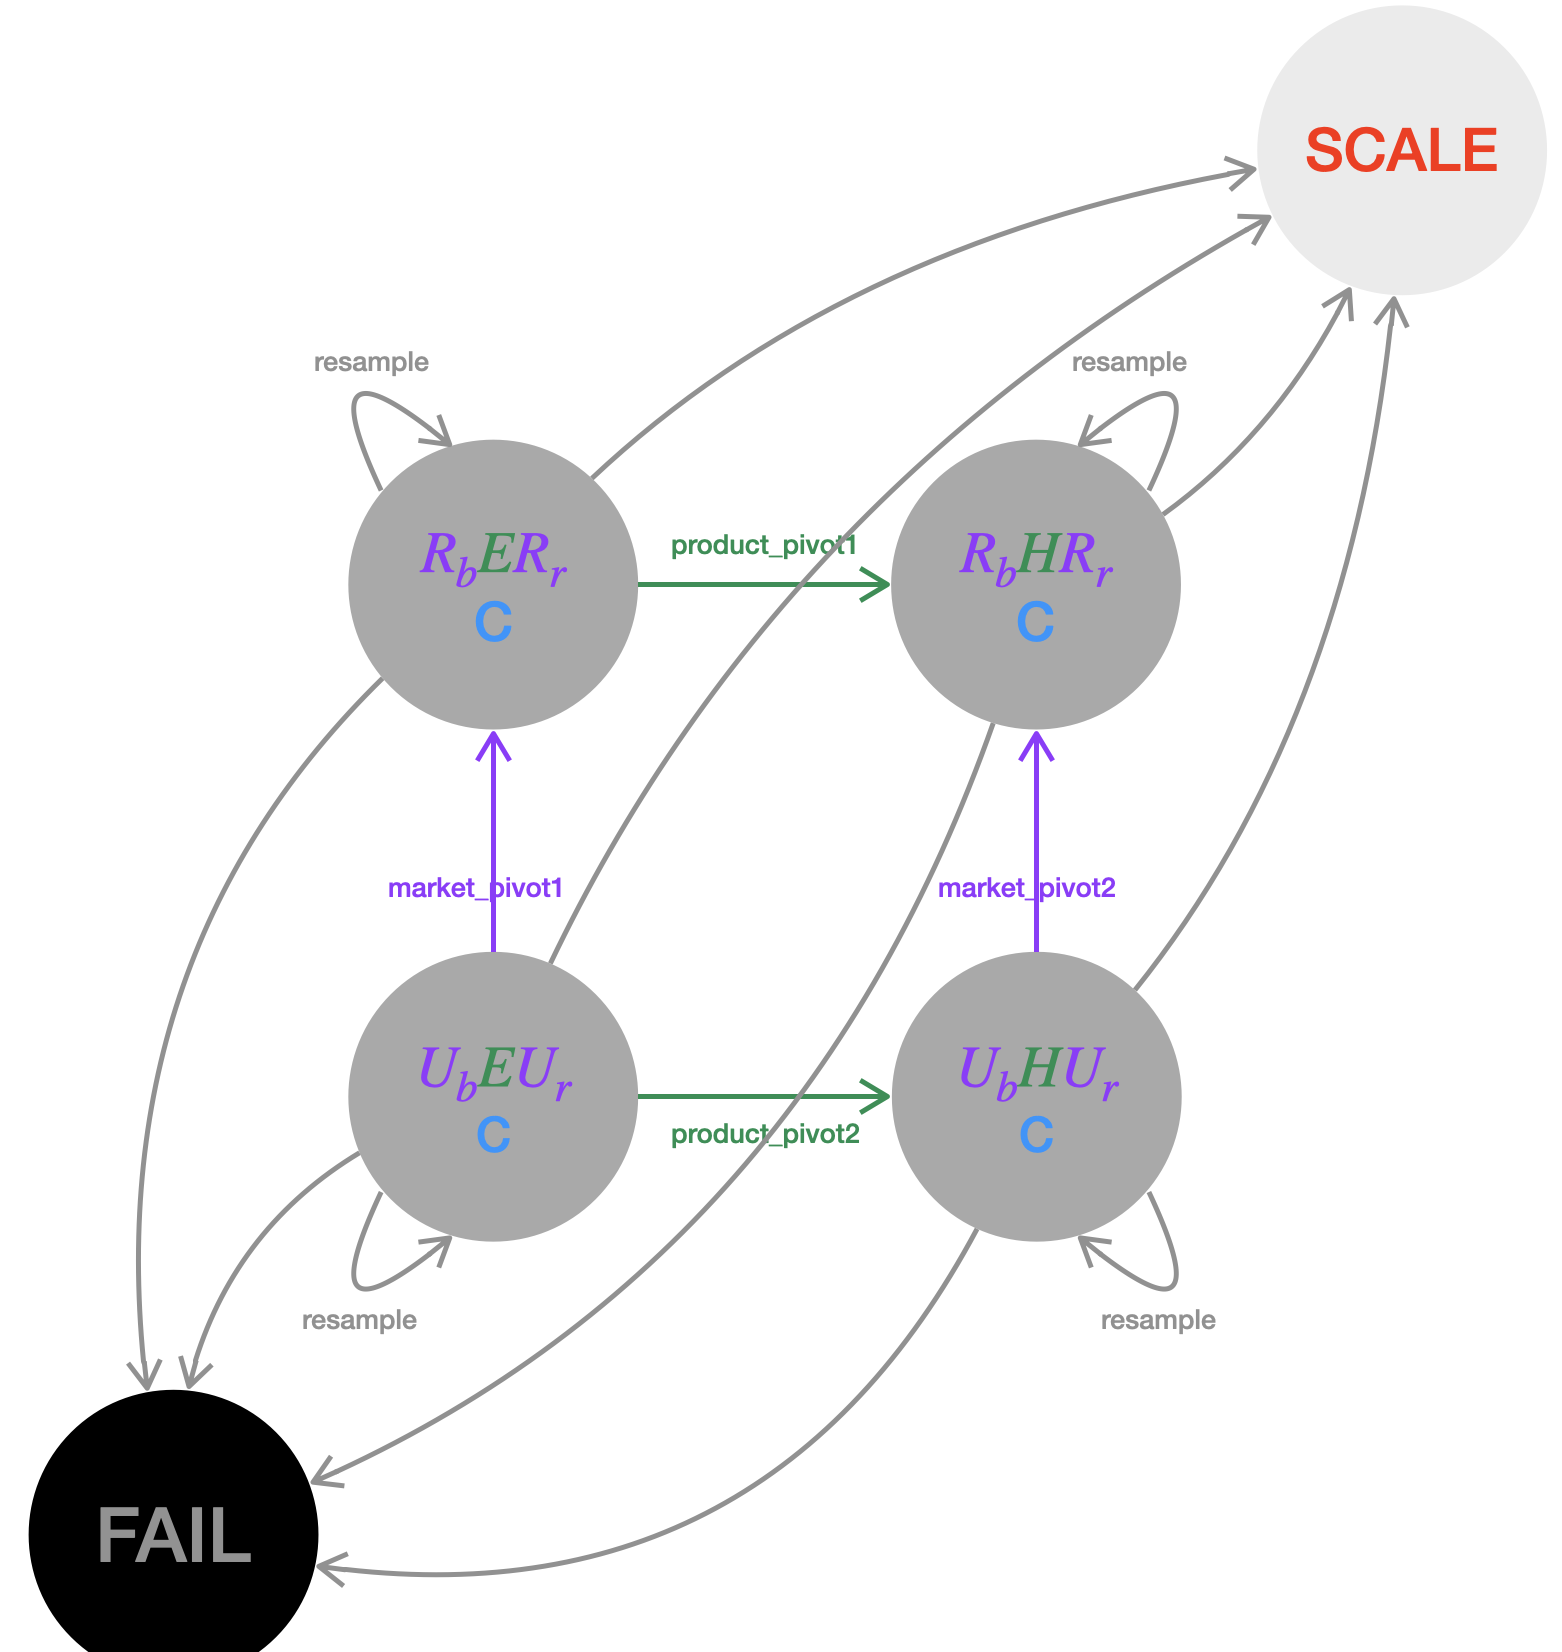 SCALE
resample
resample
product_pivot1
R_bER_r
C
R_bHR_r
C
market_pivot1
market_pivot2
U_bEU_r
C
U_bHU_r
C
product_pivot2
resample
resample
FAIL